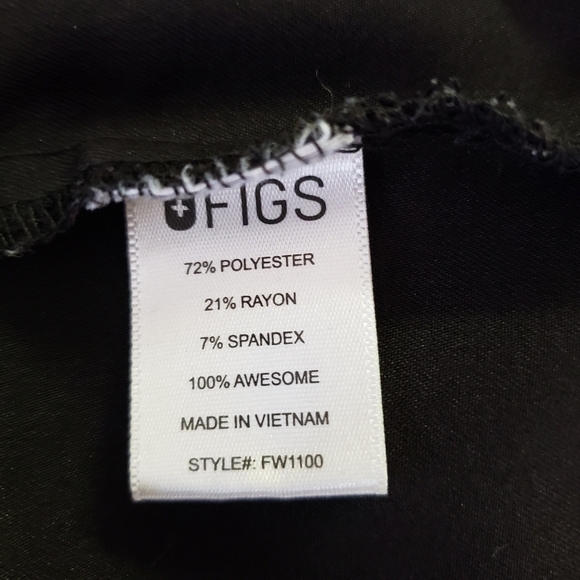 FIGS
72% POLYESTER
21% RAYON
7% SPANDEX
100% AWESOME
MADE IN VIETNAM
STYLE#: FW1100